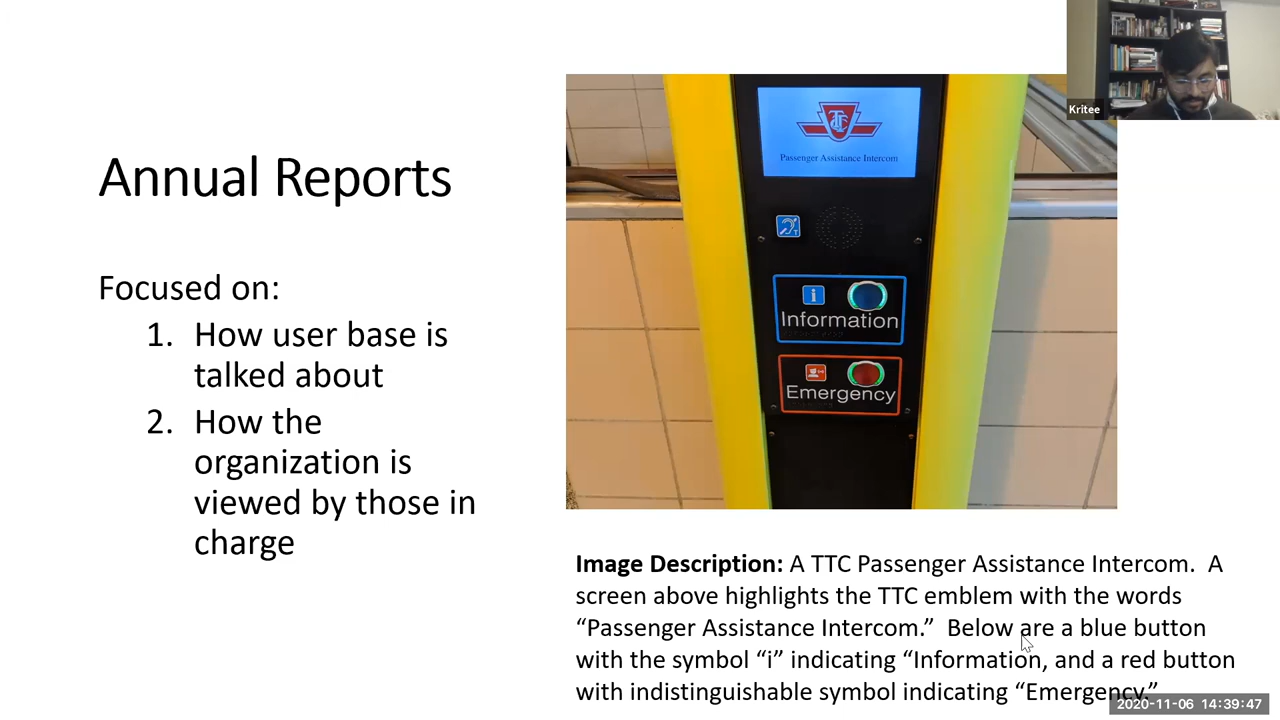 Annual Reports
Focused on:
1. How user base is
talked about
2. How the
organization is
viewed by those in
charge
Kritee
TTC
Passenger Assistance Intercom
T
i
Information
Emergency
Image Description: A TTC Passenger Assistance Intercom.  A
screen above highlights the TTC emblem with the words
“Passenger Assistance Intercom.”  Below are a blue button
with the symbol “i” indicating “Information, and a red button
with indistinguishable symbol indicating “Emergency.”
2020-11-06 14:39:47